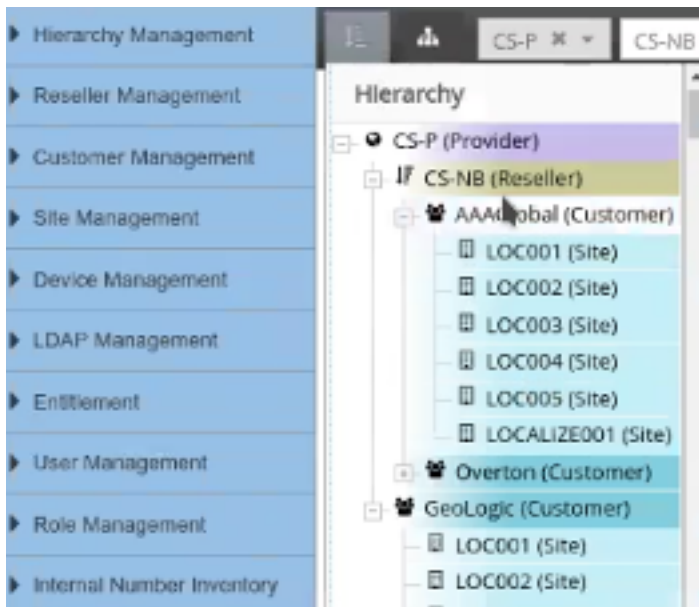 Hierarchy Management
Reseller Management
Customer Management
Site Management
Device Management
LDAP Management
Entitlement
User Management
Role Management
Internal Number Inventory
CS-P
CS-NB
Hierarchy
CS-P (Provider)
CS-NB (Reseller)
AAAGlobal (Customer)
LOC001 (Site)
LOC002 (Site)
LOC003 (Site)
LOC004 (Site)
LOC005 (Site)
LOCALIZE001 (Site)
Overton (Customer)
GeoLogic (Customer)
LOC001 (Site)
LOC002 (Site)